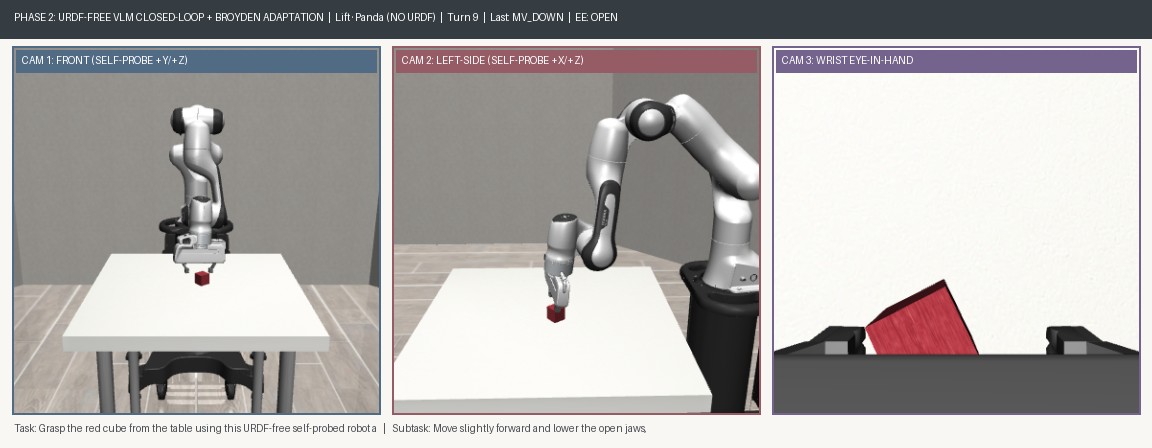 PHASE 2: URDF-FREE VLM CLOSED-LOOP + BROYDEN ADAPTATION | Lift · Panda (NO URDF) | Turn 9 | Last: MV_DOWN | EE: OPEN
CAM 1: FRONT (SELF-PROBE +Y/+Z)
CAM 2: LEFT-SIDE (SELF-PROBE +X/+Z)
CAM 3: WRIST EYE-IN-HAND
Task: Grasp the red cube from the table using this URDF-free self-probed robot a | Subtask: Move slightly forward and lower the open jaws,